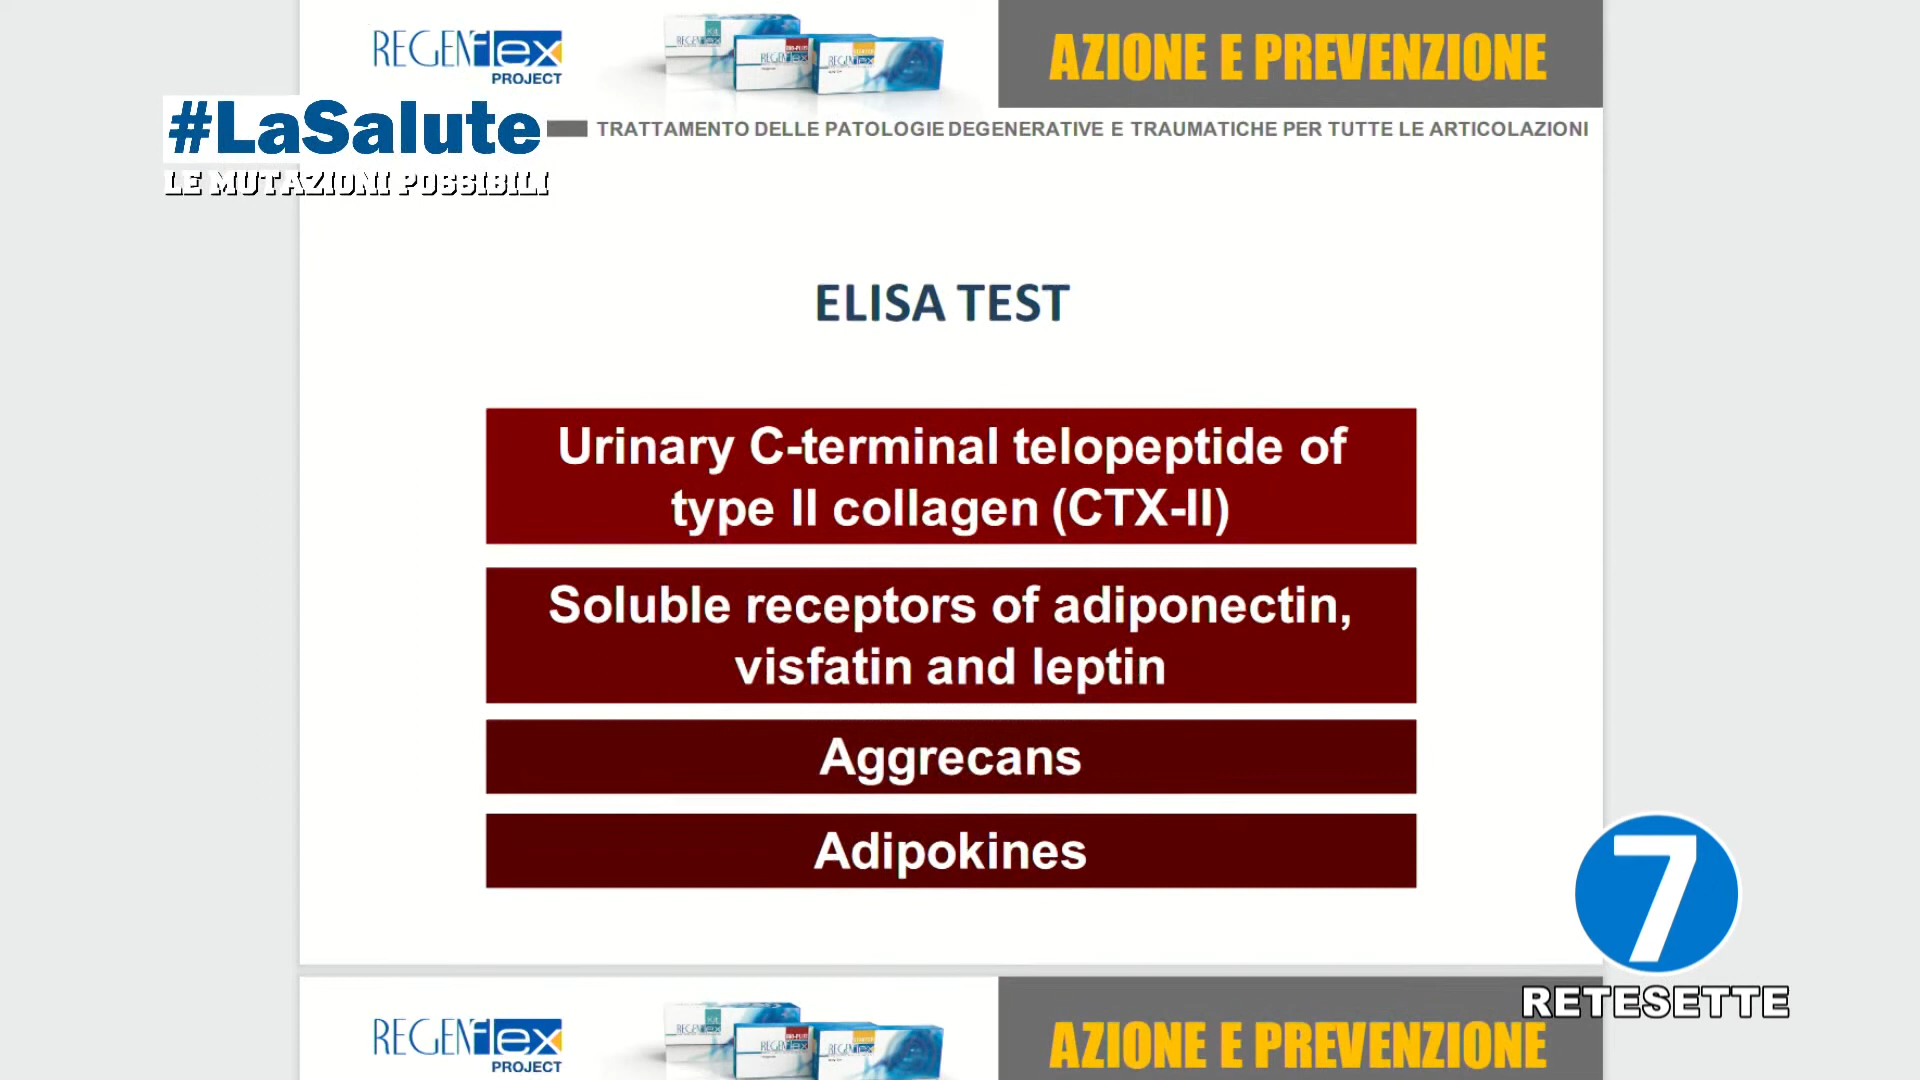 REGENflex
PROJECT
AZIONE E PREVENZIONE
#LaSalute
LE MUTAZIONI POSSIBILI
TRATTAMENTO DELLE PATOLOGIE DEGENERATIVE E TRAUMATICHE PER TUTTE LE ARTICOLAZIONI
ELISA TEST
Urinary C-terminal telopeptide of
type II collagen (CTX-II)
Soluble receptors of adiponectin,
visfatin and leptin
Aggrecans
Adipokines
7
RETESETTE
REGENflex
PROJECT
AZIONE E PREVENZIONE